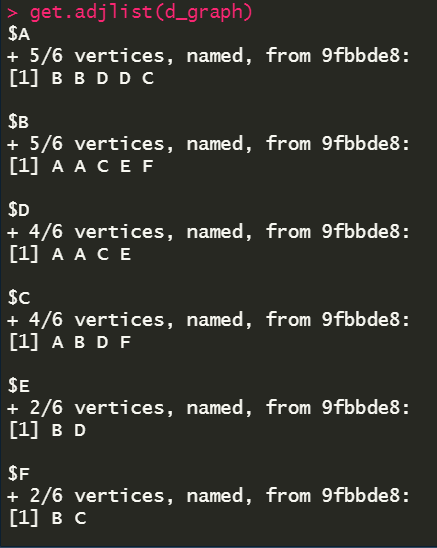 > get.adjlist(d_graph)
$A
+ 5/6 vertices, named, from 9fbbde8:
[1] B B D D C
$B
+ 5/6 vertices, named, from 9fbbde8:
[1] A A C E F
$D
+ 4/6 vertices, named, from 9fbbde8:
[1] A A C E
$C
+ 4/6 vertices, named, from 9fbbde8:
[1] A B D F
$E
+ 2/6 vertices, named, from 9fbbde8:
[1] B D
$F
+ 2/6 vertices, named, from 9fbbde8:
[1] B C